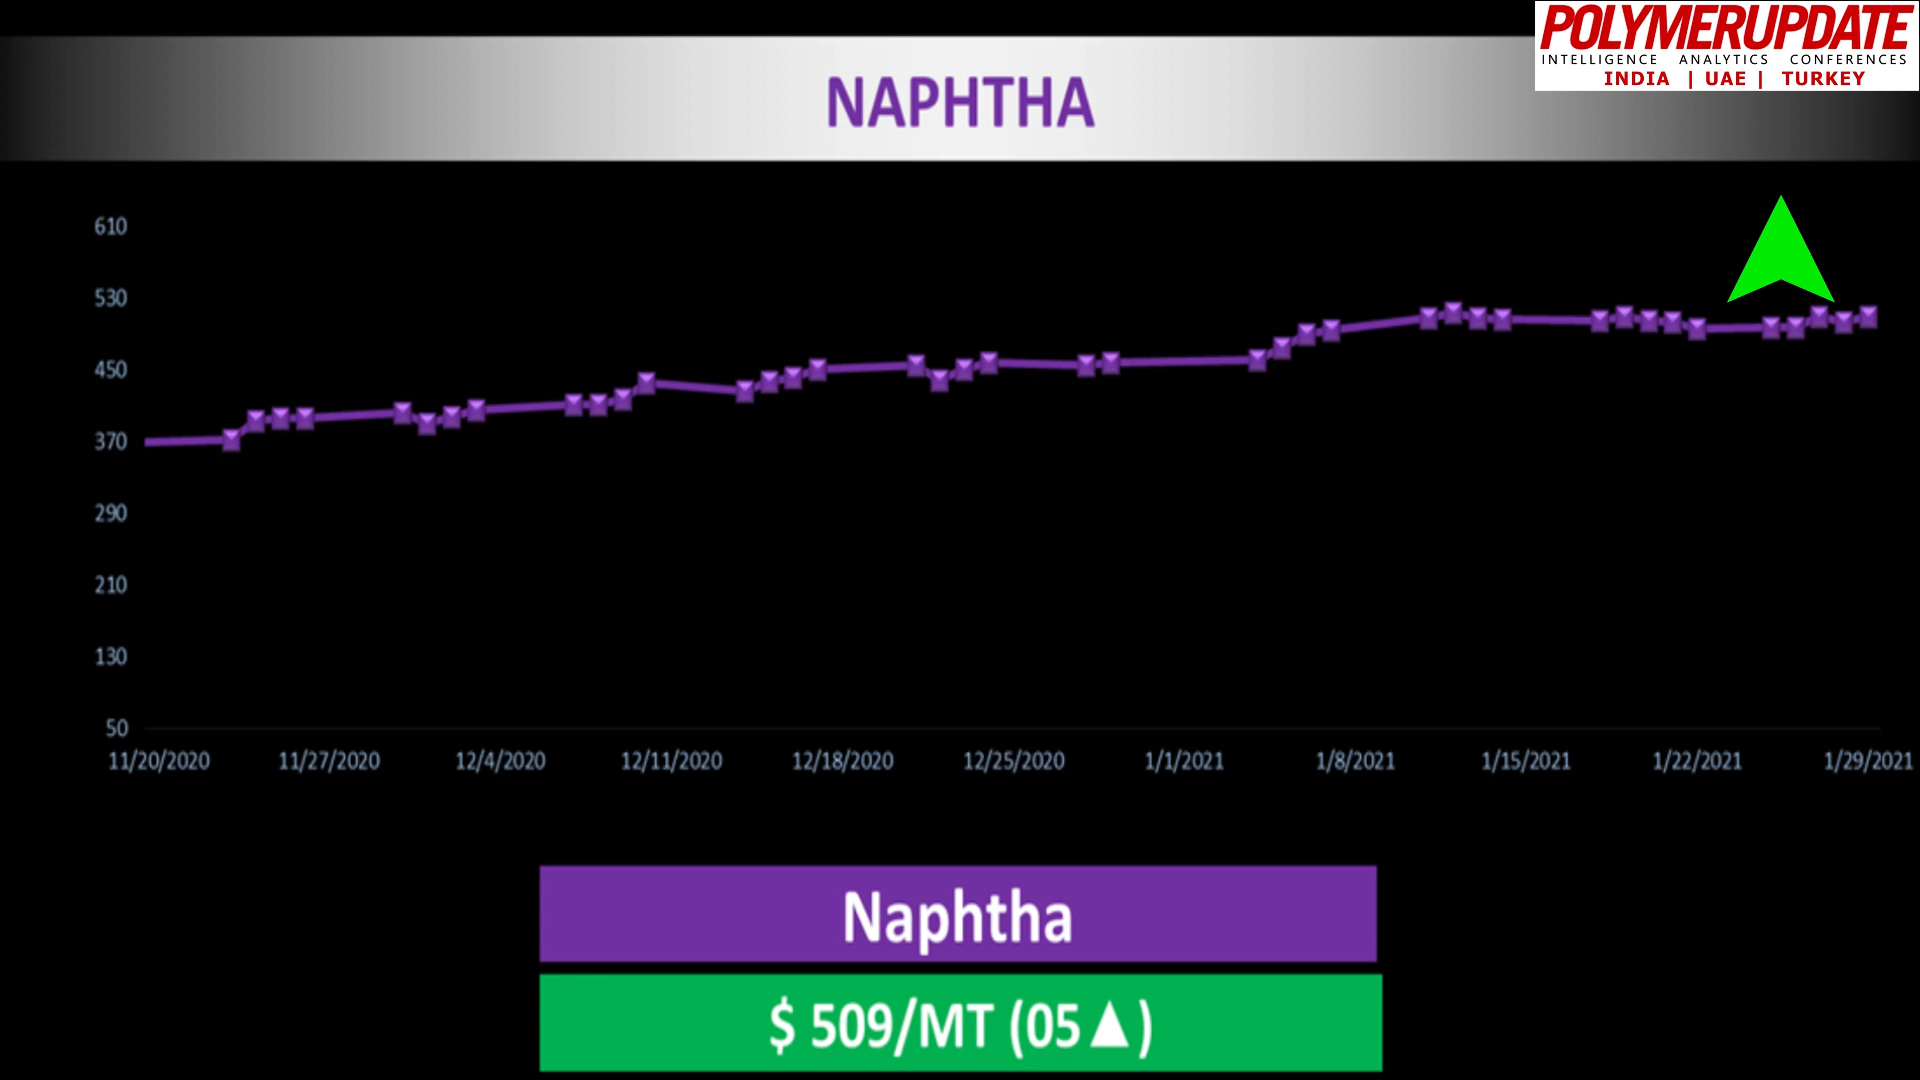 POLYMERUPDATE
INTELLIGENCE ANALYTICS CONFERENCES
INDIA | UAE | TURKEY
NAPHTHA
610
530
450
370
290
210
130
50
11/20/2020 11/27/2020 12/4/2020 12/11/2020 12/18/2020 12/25/2020 1/1/2021 1/8/2021 1/15/2021 1/22/2021 1/29/2021
Naphtha
$ 509/MT (05▲)